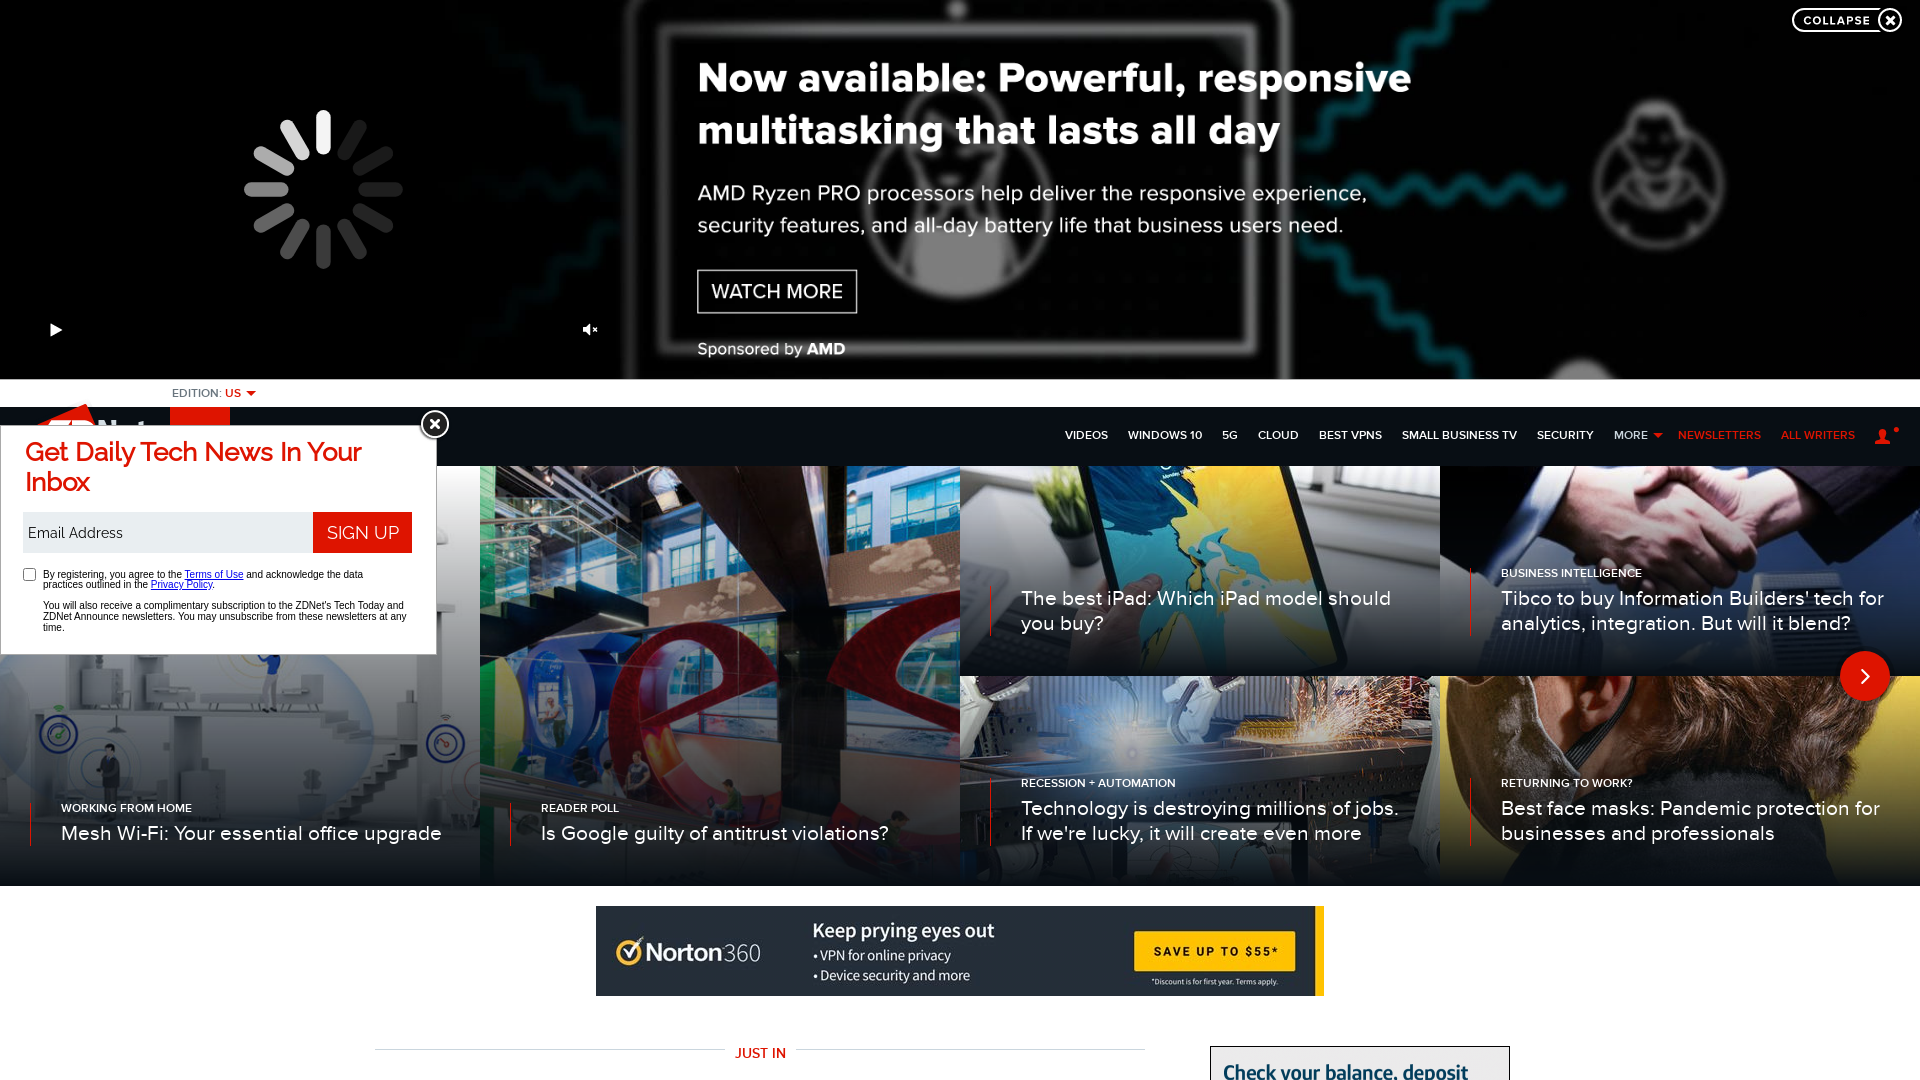 COLLAPSE
Now available: Powerful, responsive
multitasking that lasts all day
AMD Ryzen PRO processors help deliver the responsive experience,
security features, and all-day battery life that business users need.
WATCH MORE
Sponsored by AMD
EDITION: US
VIDEOS WINDOWS 10 5G CLOUD BEST VPNS SMALL BUSINESS TV SECURITY MORE NEWSLETTERS ALL WRITERS
Get Daily Tech News In Your
Inbox
Email Address SIGN UP
By registering, you agree to the Terms of Use and acknowledge the data
practices outlined in the Privacy Policy.
You will also receive a complimentary subscription to the ZDNet's Tech Today and
ZDNet Announce newsletters. You may unsubscribe from these newsletters at any
time.
WORKING FROM HOME
Mesh Wi-Fi: Your essential office upgrade
READER POLL
Is Google guilty of antitrust violations?
The best iPad: Which iPad model should
you buy?
BUSINESS INTELLIGENCE
Tibco to buy Information Builders' tech for
analytics, integration. But will it blend?
RECESSION + AUTOMATION
Technology is destroying millions of jobs.
If we're lucky, it will create even more
RETURNING TO WORK?
Best face masks: Pandemic protection for
businesses and professionals
Norton 360
Keep prying eyes out
• VPN for online privacy
• Device security and more
SAVE UP TO $55*
*Discount is for first year. Terms apply.
JUST IN
Check your balance, deposit